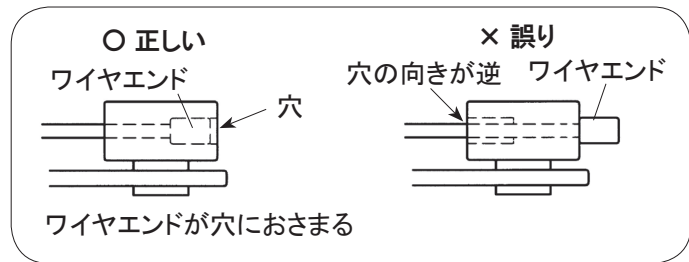 ○ 正しい
ワイヤエンド
穴
ワイヤエンドが穴におさまる
× 誤り
穴の向きが逆
ワイヤエンド